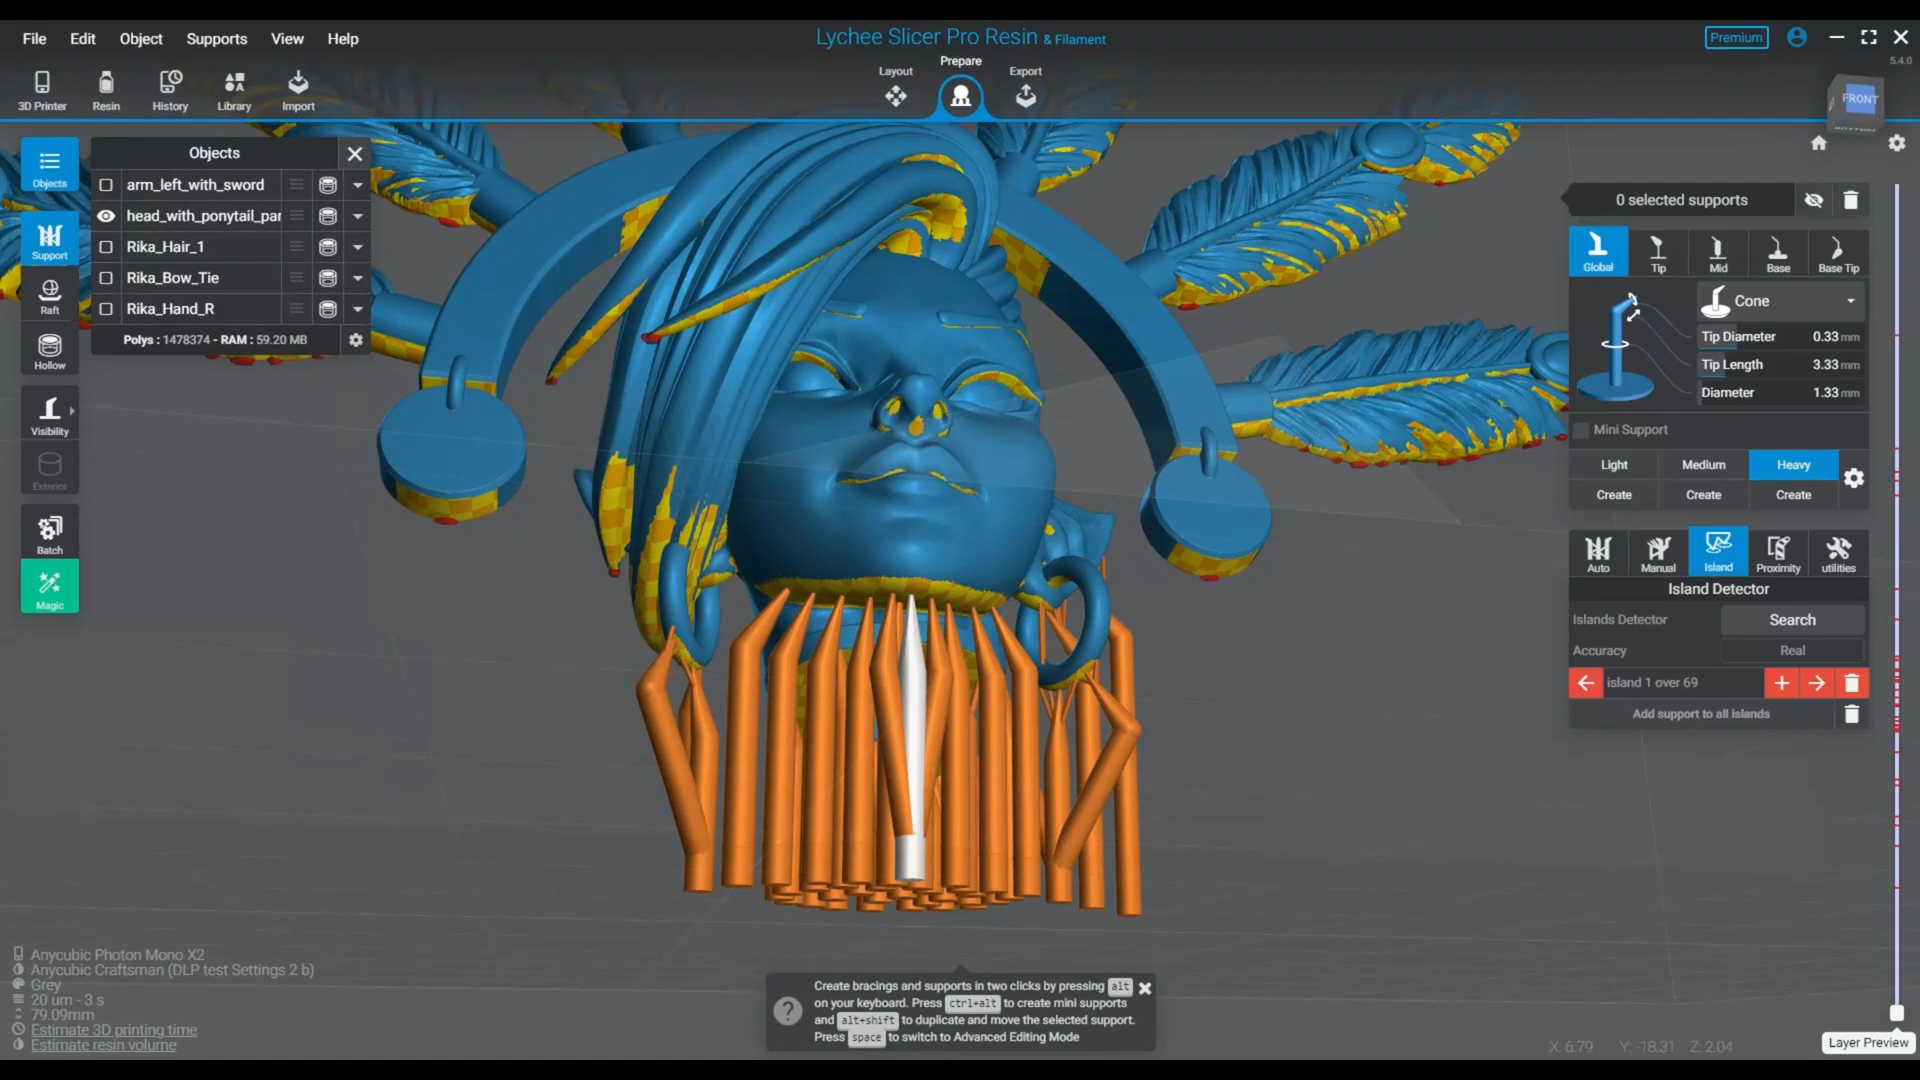 File Edit Object Supports View Help
Lychee Slicer Pro Resin & Filament
Premium
5.4.0
3D Printer Resin History Library Import
Layout Prepare Export
FRONT
BOTTOM
Objects
Support
Raft
Hollow
Visibility
Exterior
Batch
Magic
Objects
arm_left_with_sword
head_with_ponytail_par
Rika_Hair_1
Rika_Bow_Tie
Rika_Hand_R
Polys : 1478374 - RAM : 59.20 MB
0 selected supports
Global Tip Mid Base Base Tip
Cone
Tip Diameter 0.33 mm
Tip Length 3.33 mm
Diameter 1.33 mm
Mini Support
Light Medium Heavy
Create Create Create
Auto Manual Island Proximity utilities
Island Detector
Islands Detector Search
Accuracy Real
island 1 over 69
Add support to all islands
Anycubic Photon Mono X2
Anycubic Craftsman (DLP test Settings 2 b)
Grey
20 um - 3 s
79.09mm
Estimate 3D printing time
Estimate resin volume
Create bracings and supports in two clicks by pressing alt
on your keyboard. Press ctrl+alt to create mini supports
and alt+shift to duplicate and move the selected support.
Press space to switch to Advanced Editing Mode
X: 6.79 Y: -18.31 Z: 2.04
Layer Preview